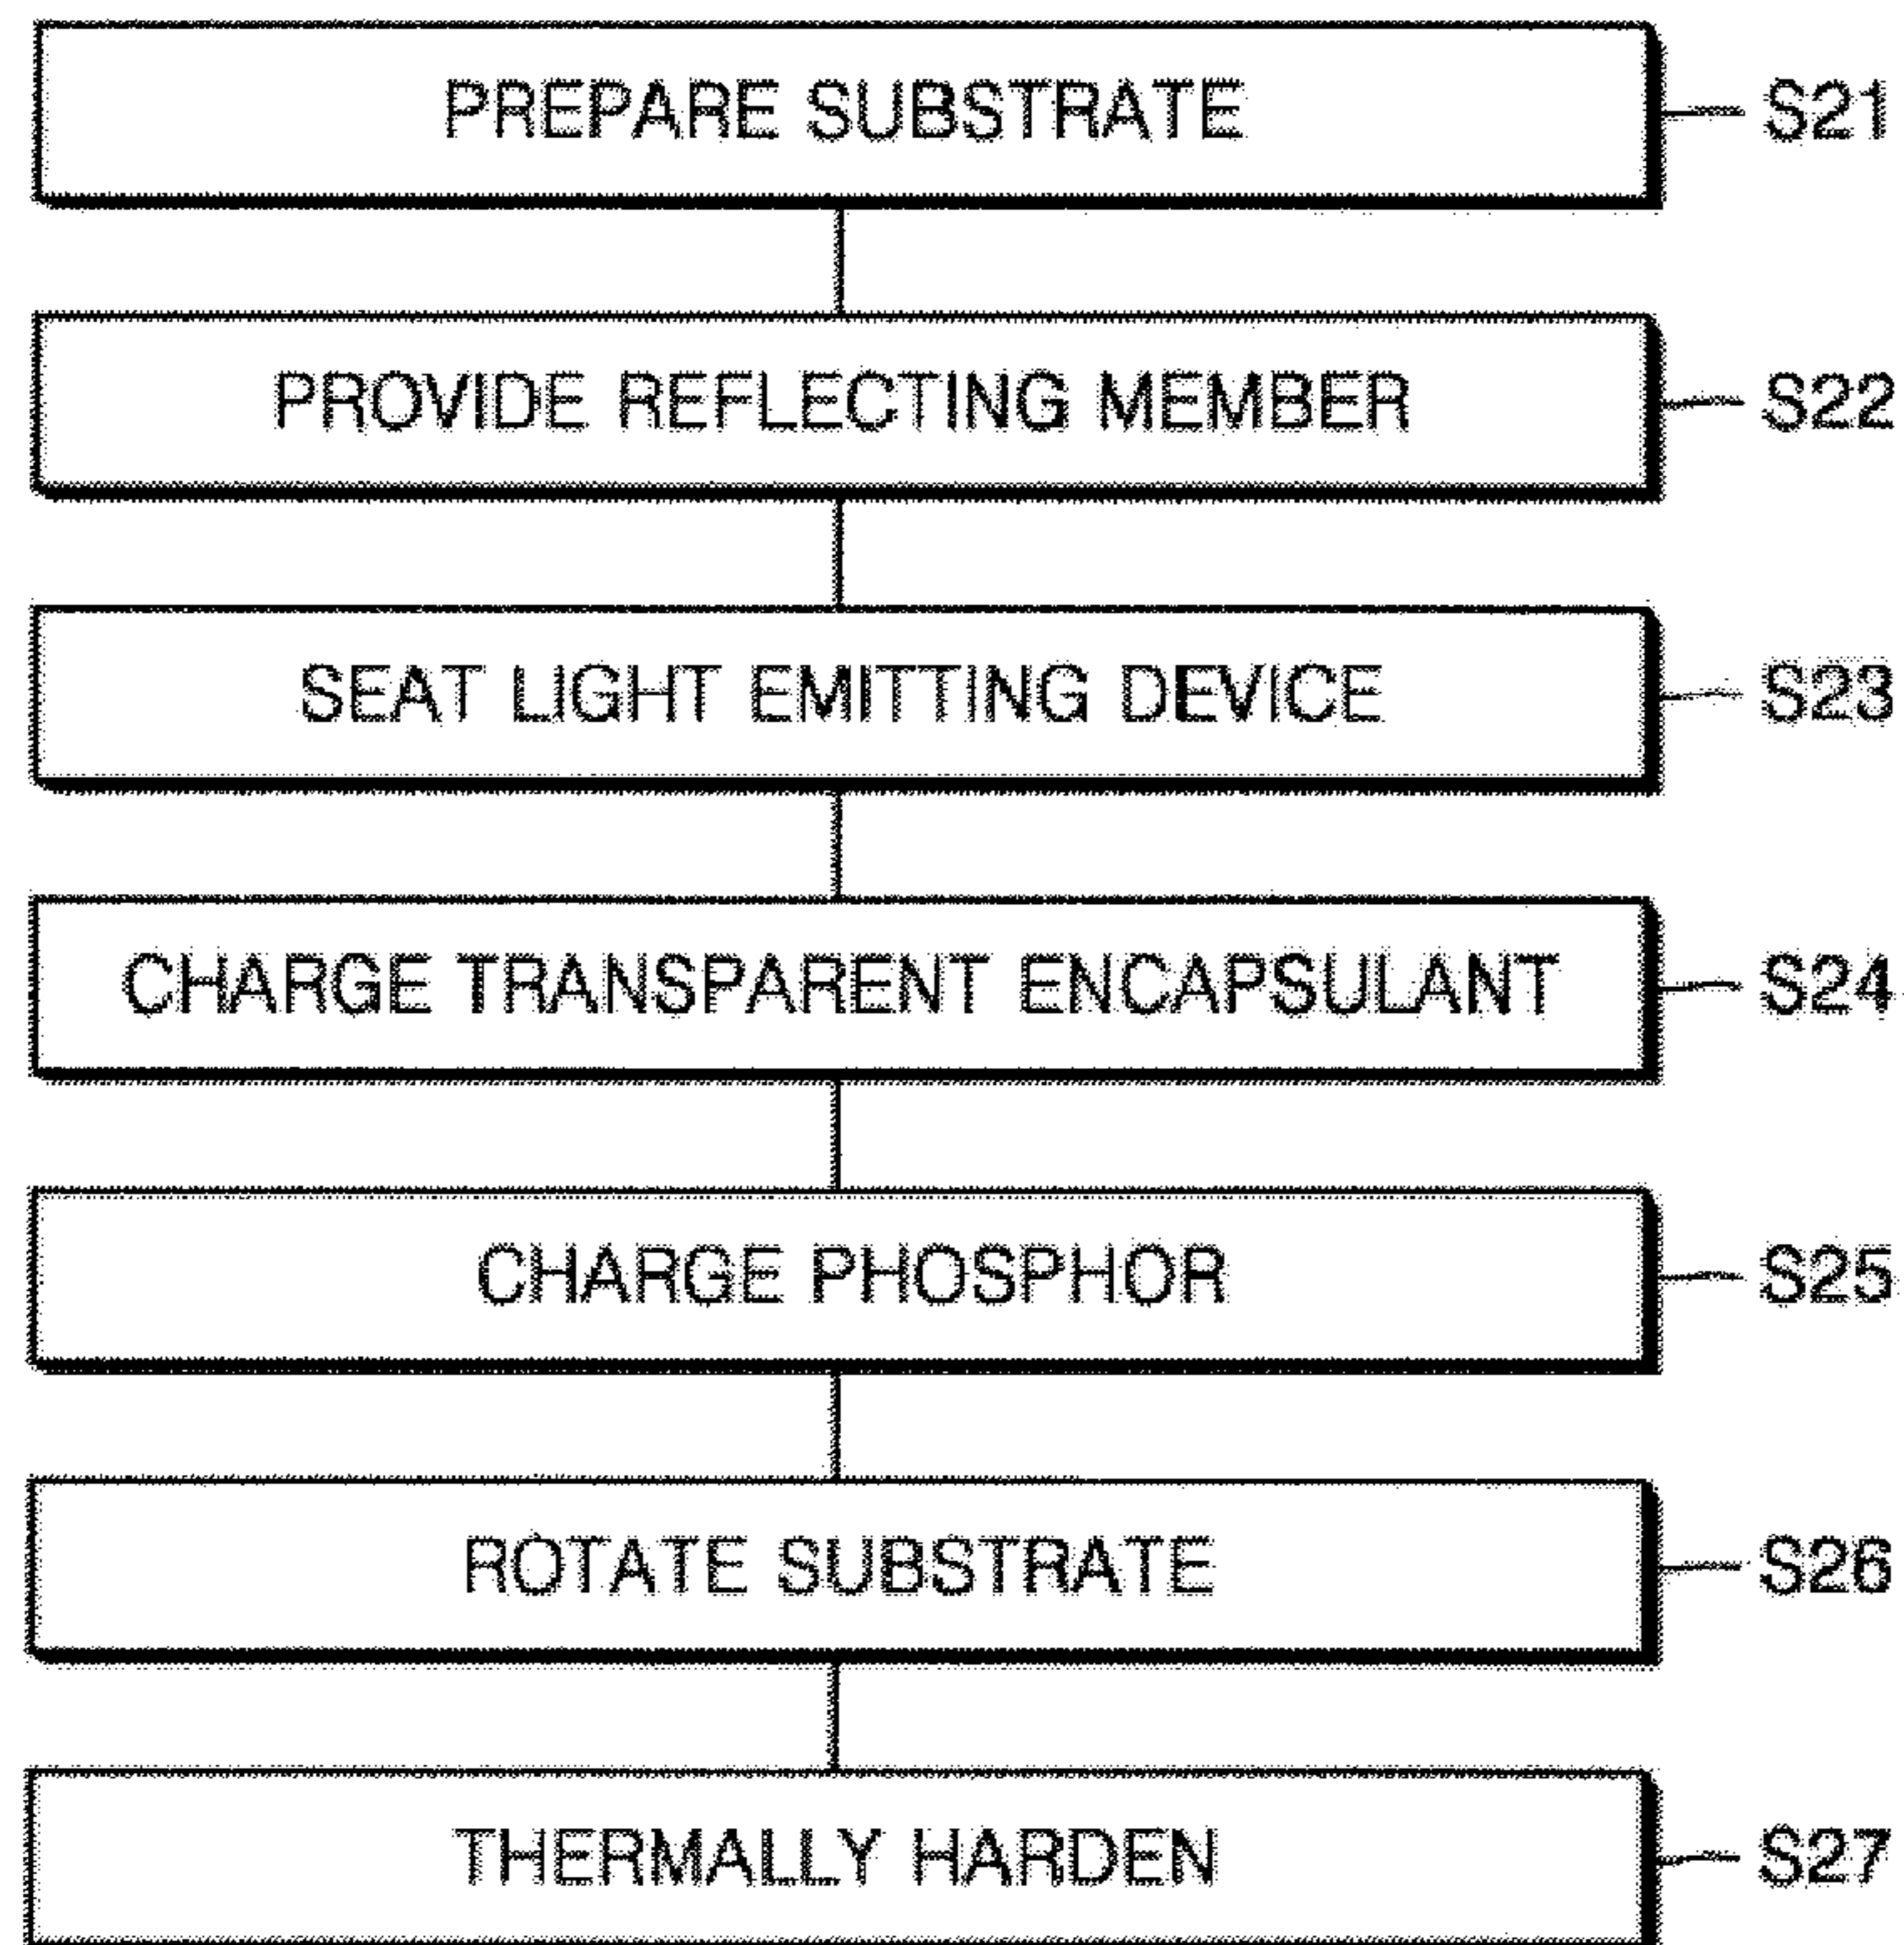 PREPARE SUBSTRATE S21
PROVIDE REFLECTING MEMBER S22
SEAT LIGHT EMITTING DEVICE S23
CHARGE TRANSPARENT ENCAPSULANT S24
CHARGE PHOSPHOR S25
ROTATE SUBSTRATE S26
THERMALLY HARDEN S27